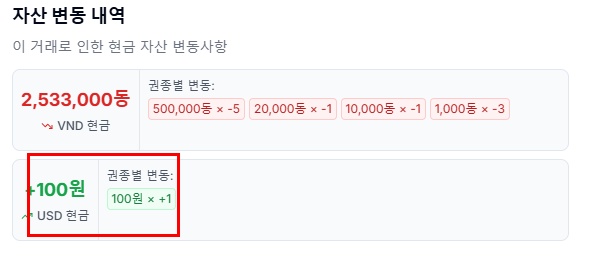 자산 변동 내역
이 거래로 인한 현금 자산 변동사항
2,533,000동
VND 현금
권종별 변동:
500,000동 × -5 20,000동 × -1 10,000동 × -1 1,000동 × -3
+100원
USD 현금
권종별 변동:
100원 × +1